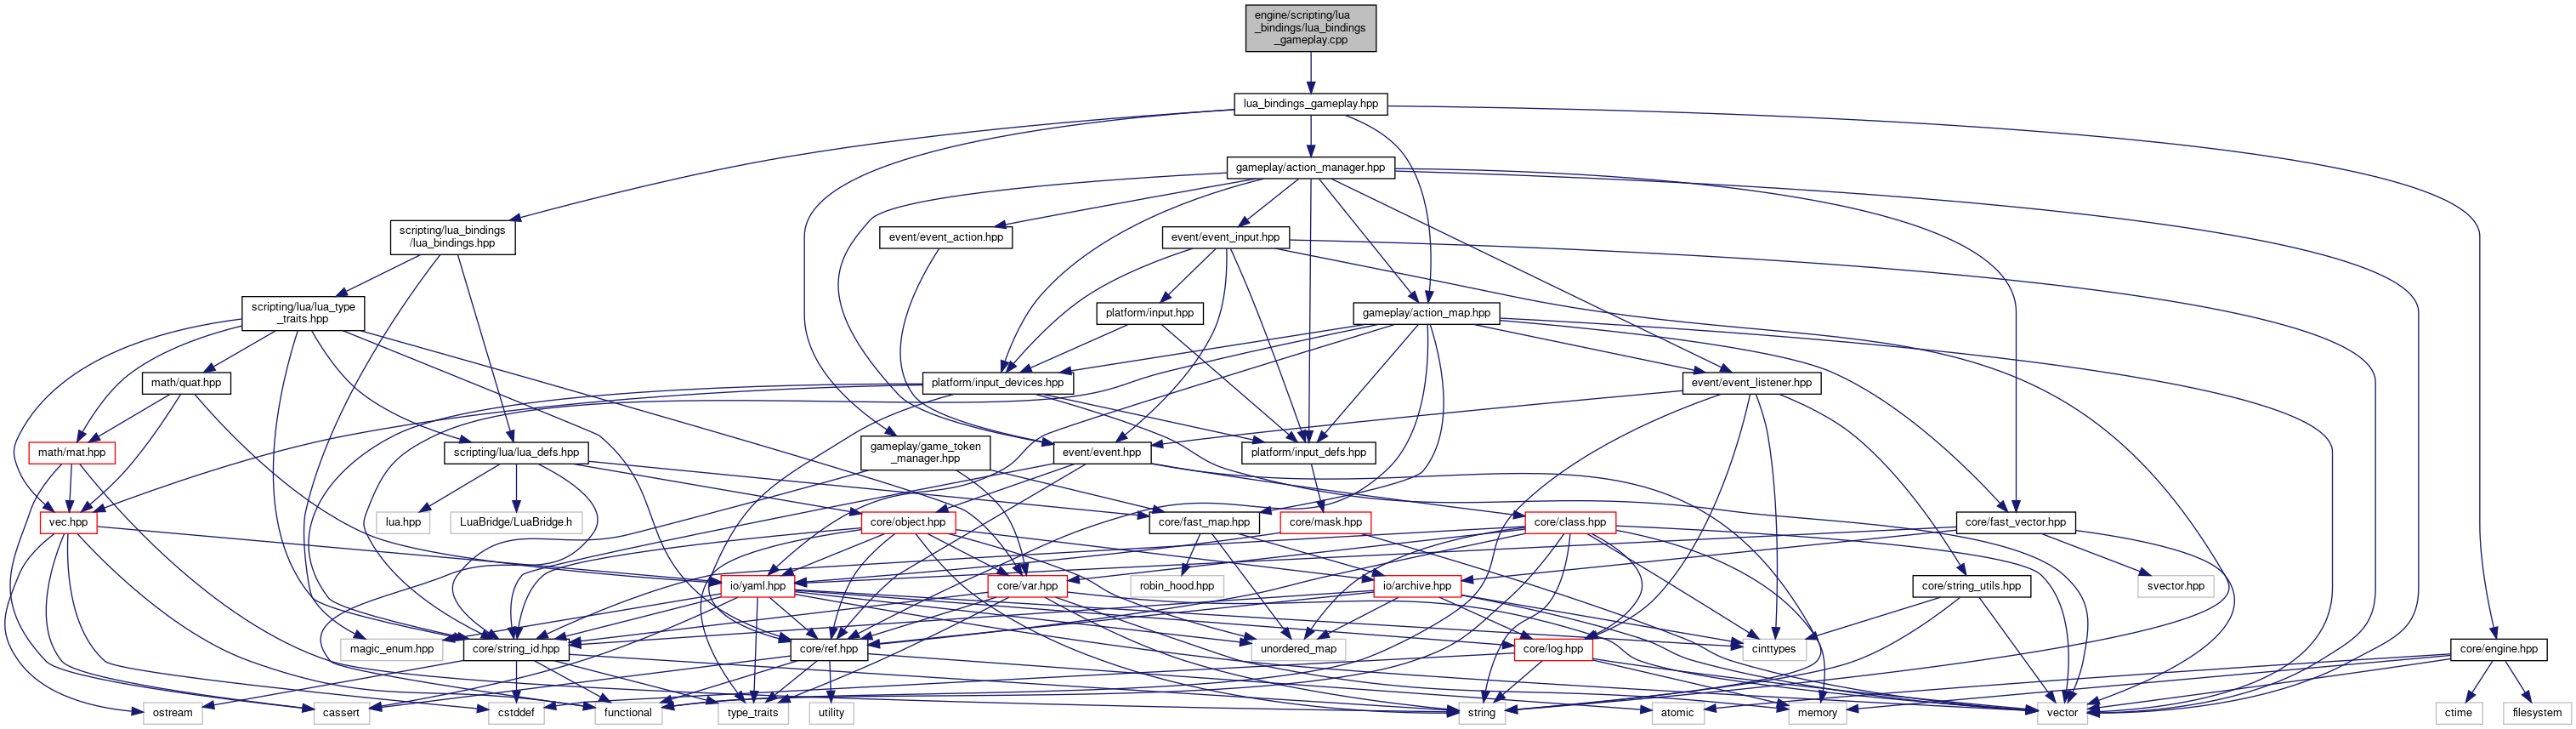 engine/scripting/lua
_bindings/lua_bindings
_gameplay.cpp
lua_bindings_gameplay.hpp
gameplay/action_manager.hpp
scripting/lua_bindings
/lua_bindings.hpp
event/event_action.hpp
event/event_input.hpp
scripting/lua/lua_type
_traits.hpp
platform/input.hpp
gameplay/action_map.hpp
math/quat.hpp
platform/input_devices.hpp
event/event_listener.hpp
math/mat.hpp
scripting/lua/lua_defs.hpp
gameplay/game_token
_manager.hpp
event/event.hpp
platform/input_defs.hpp
vec.hpp
lua.hpp
LuaBridge/LuaBridge.h
core/object.hpp
core/fast_map.hpp
core/mask.hpp
core/class.hpp
core/fast_vector.hpp
io/yaml.hpp
core/var.hpp
robin_hood.hpp
io/archive.hpp
core/string_utils.hpp
svector.hpp
magic_enum.hpp
core/string_id.hpp
core/ref.hpp
unordered_map
core/log.hpp
cinttypes
core/engine.hpp
ostream
cassert
cstddef
functional
type_traits
utility
string
atomic
memory
vector
ctime
filesystem